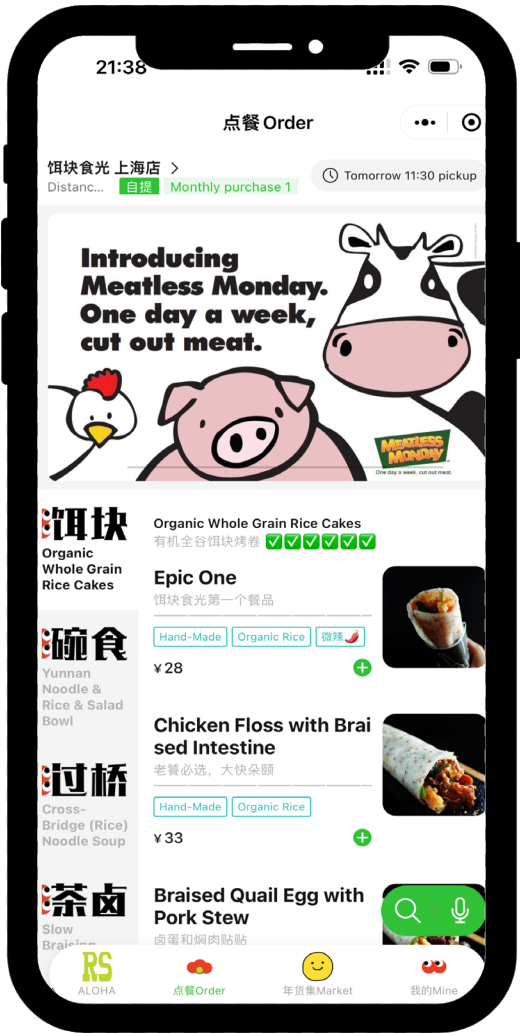 21:38
点餐 Order
饵块食光 上海店
Distanc... 自提 Monthly purchase 1
Tomorrow 11:30 pickup
Introducing
Meatless Monday.
One day a week,
cut out meat.
MEATLESS
MONDAY
One day a week, cut out meat.
饵块
Organic
Whole Grain
Rice Cakes
碗食
Yunnan
Noodle &
Rice & Salad
Bowl
过桥
Cross-
Bridge (Rice)
Noodle Soup
茶卤
Slow
Braising
Organic Whole Grain Rice Cakes
有机全谷饵块烤卷 ✅✅✅✅✅✅
Epic One
饵块食光第一个餐品
Hand-Made Organic Rice 微辣🌶️
¥28
Chicken Floss with Brai
sed Intestine
老饕必选，大快朵颐
Hand-Made Organic Rice
¥33
Braised Quail Egg with
Pork Stew
卤蛋和焖肉贴贴
RS
ALOHA
点餐Order
年货集Market
我的Mine